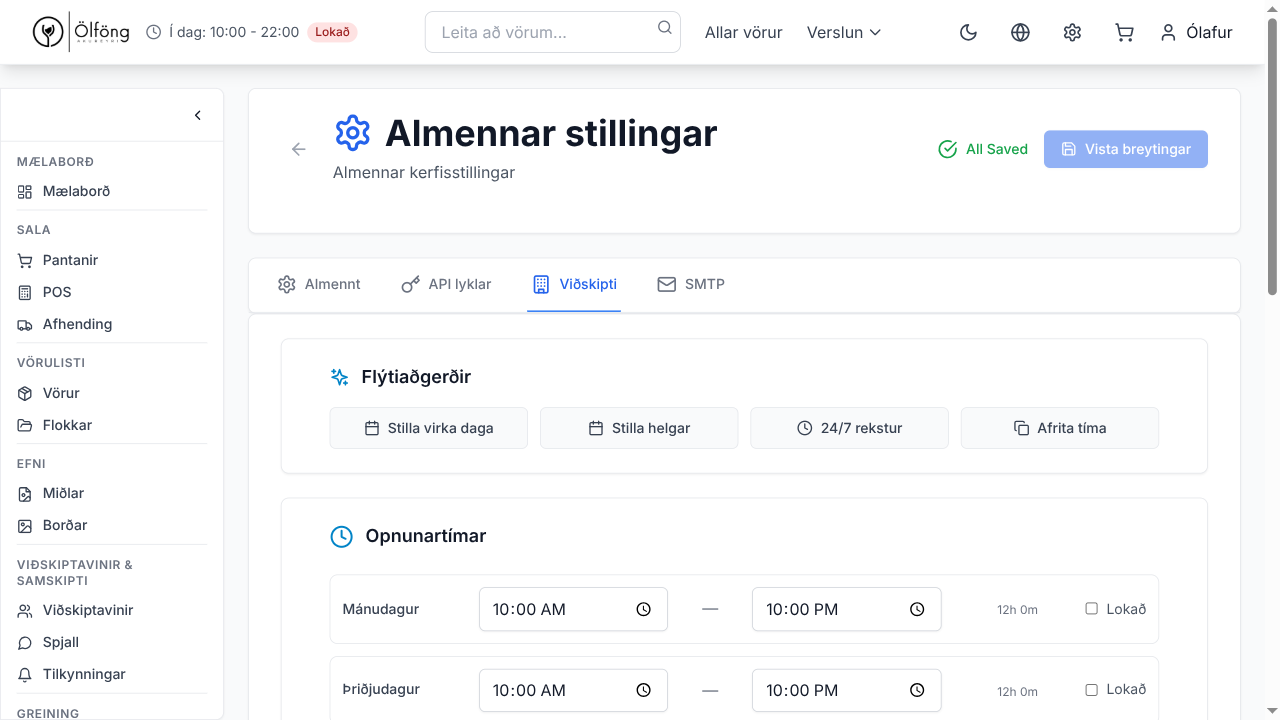 Ölföng
Í dag: 10:00 - 22:00
Lokað
Leita að vörum...
Allar vörur
Verslun
Ólafur
MÆLABORÐ
Mælaborð
SALA
Pantanir
POS
Afhending
VÖRULISTI
Vörur
Flokkar
EFNI
Miðlar
Borðar
VIÐSKIPTAVINIR &
SAMSKIPTI
Viðskiptavinir
Spjall
Tilkynningar
GREINING
Almennar stillingar
Almennar kerfisstillingar
All Saved
Vista breytingar
Almennt
API lyklar
Viðskipti
SMTP
Flýtiaðgerðir
Stilla virka daga
Stilla helgar
24/7 rekstur
Afrita tíma
Opnunartímar
Mánudagur
10:00 AM
—
10:00 PM
12h 0m
Lokað
Þriðjudagur
10:00 AM
—
10:00 PM
12h 0m
Lokað